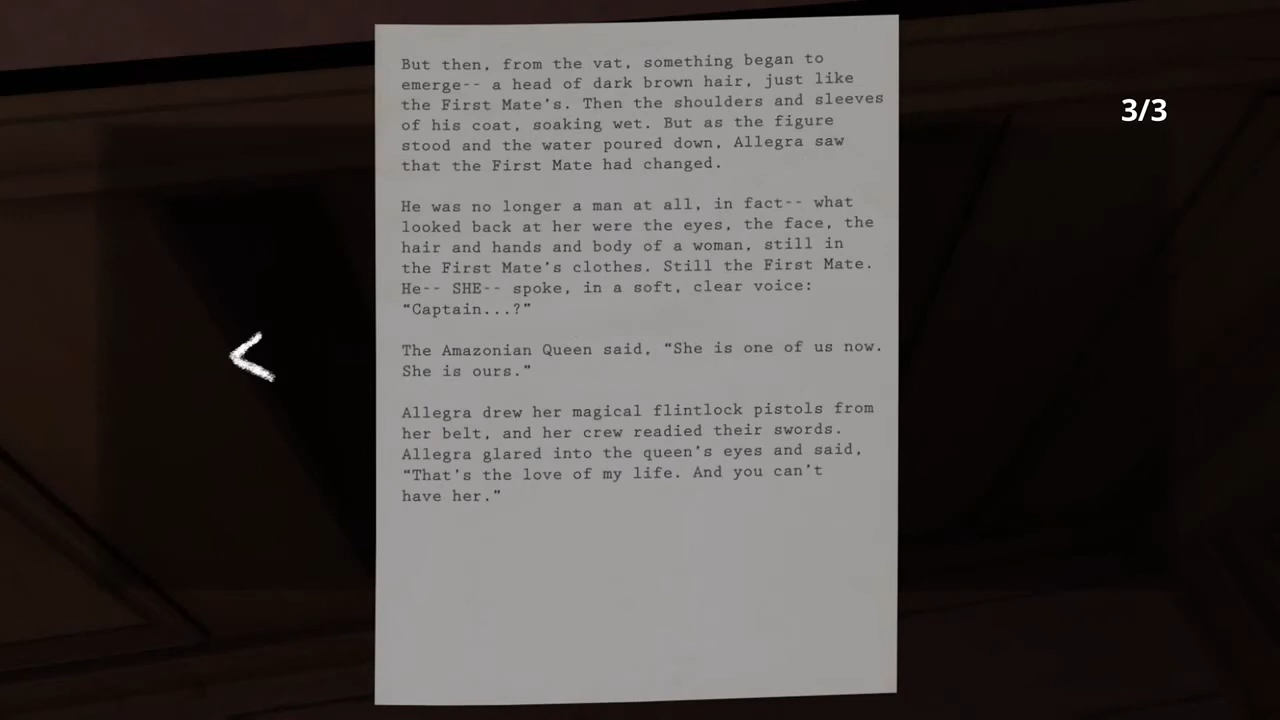 But then, from the vat, something began to
emerge-- a head of dark brown hair, just like
the First Mate's. Then the shoulders and sleeves
of his coat, soaking wet. But as the figure
stood and the water poured down, Allegra saw
that the First Mate had changed.
He was no longer a man at all, in fact-- what
looked back at her were the eyes, the face, the
hair and hands and body of a woman, still in
the First Mate's clothes. Still the First Mate.
He-- SHE-- spoke, in a soft, clear voice:
“Captain...?”
The Amazonian Queen said, “She is one of us now.
She is ours.”
Allegra drew her magical flintlock pistols from
her belt, and her crew readied their swords.
Allegra glared into the queen's eyes and said,
“That's the love of my life. And you can't
have her.”
3/3